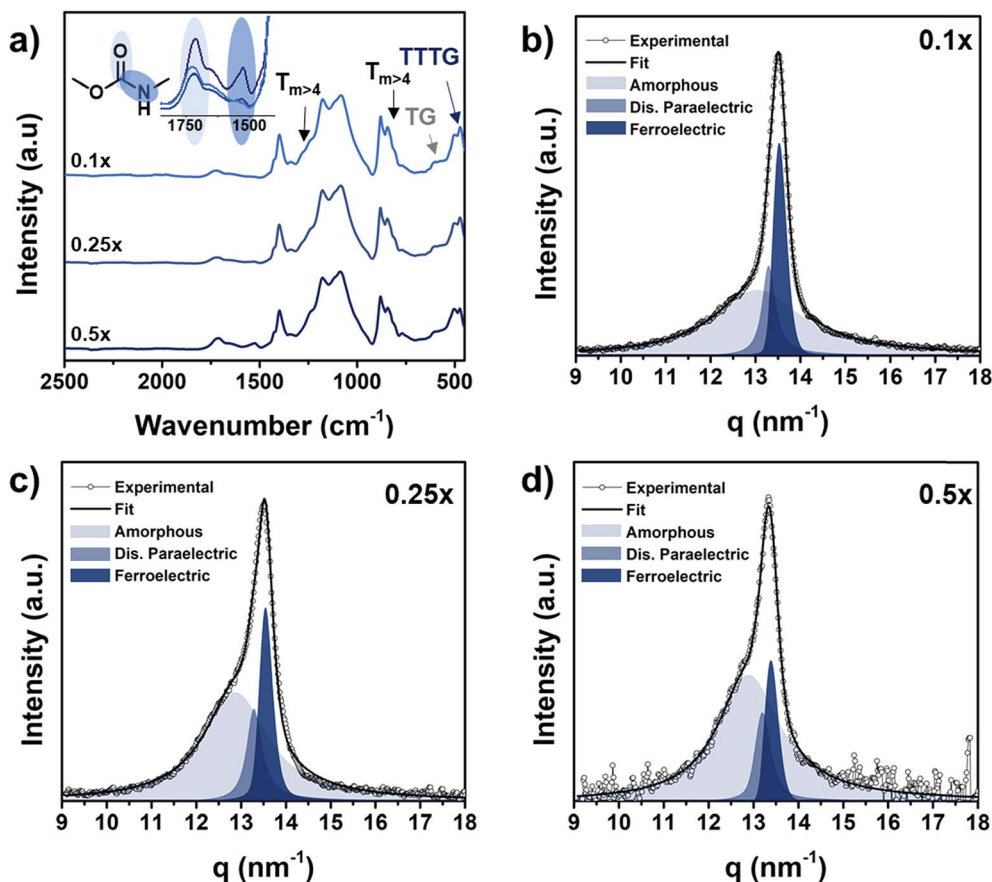 a)
O
O
N
H
1750 1500
T_m>4
T_m>4
TTTG
TG
0.1x
0.25x
0.5x
Intensity (a.u)
2500 2000 1500 1000 500
Wavenumber (cm⁻¹)
b)
Experimental
Fit
Amorphous
Dis. Paraelectric
Ferroelectric
0.1x
Intensity (a.u.)
9 10 11 12 13 14 15 16 17 18
q (nm⁻¹)
c)
Experimental
Fit
Amorphous
Dis. Paraelectric
Ferroelectric
0.25x
Intensity (a.u.)
9 10 11 12 13 14 15 16 17 18
q (nm⁻¹)
d)
Experimental
Fit
Amorphous
Dis. Paraelectric
Ferroelectric
0.5x
Intensity (a.u.)
9 10 11 12 13 14 15 16 17 18
q (nm⁻¹)